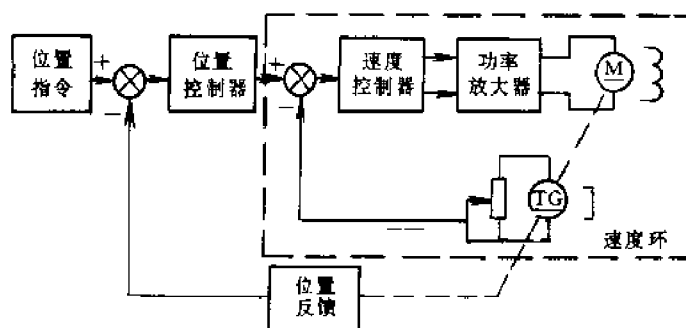 位置
指令
+
−
位置
控制器
+
−
速度
控制器
功率
放大器
M
TG
速度环
位置
反馈